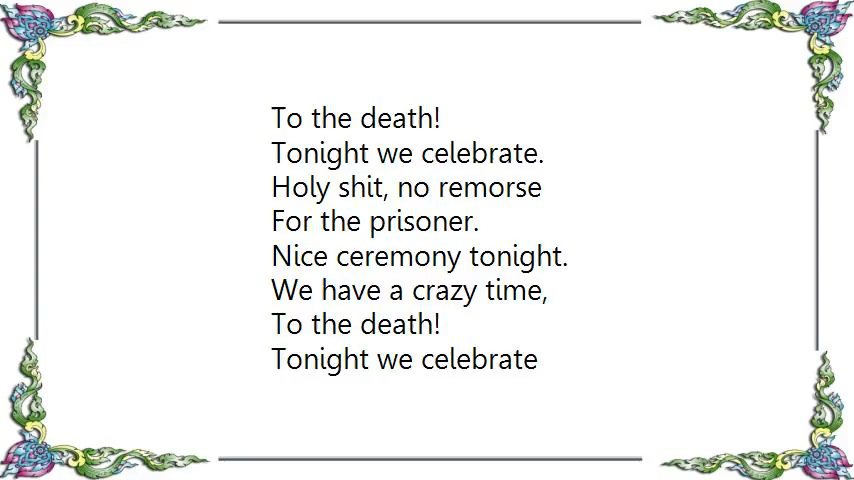 To the death!
Tonight we celebrate.
Holy shit, no remorse
For the prisoner.
Nice ceremony tonight.
We have a crazy time,
To the death!
Tonight we celebrate